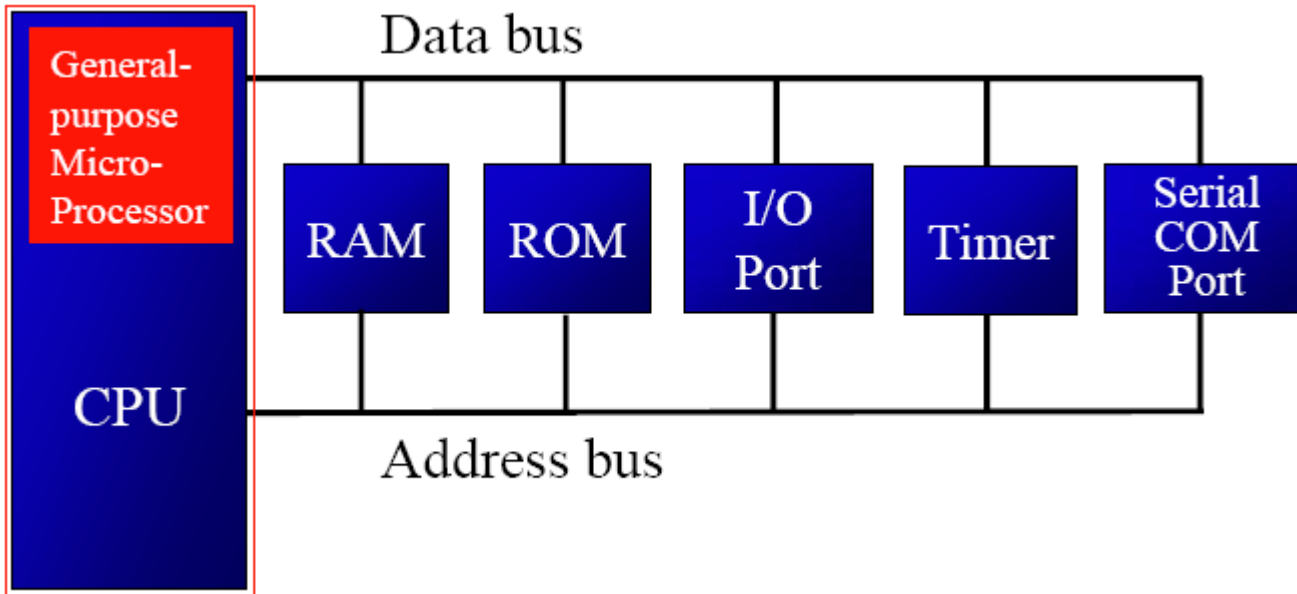 General-
purpose
Micro-
Processor
CPU
Data bus
RAM
ROM
I/O
Port
Timer
Serial
COM
Port
Address bus